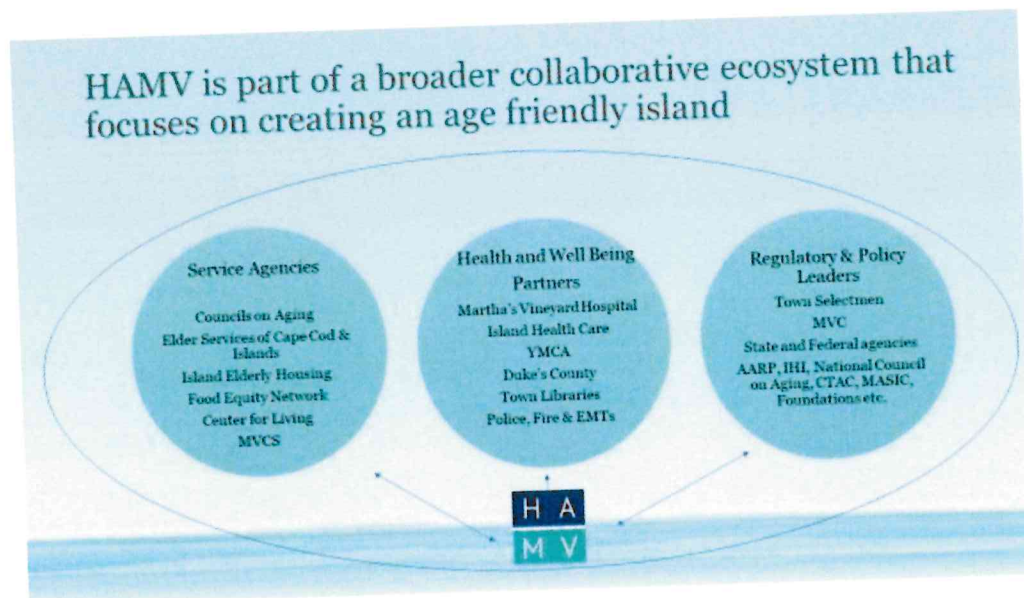 HAMV is part of a broader collaborative ecosystem that
focuses on creating an age friendly island
Service Agencies
Councils on Aging
Elder Services of Cape Cod &
Islands
Island Elderly Housing
Food Equity Network
Center for Living
MVCS
Health and Well Being
Partners
Martha's Vineyard Hospital
Island Health Care
YMCA
Duke's County
Town Libraries
Police, Fire & EMTs
Regulatory & Policy
Leaders
Town Selectmen
MVC
State and Federal agencies
AARP, IHI, National Council
on Aging, CTAC, MASIC,
Foundations etc.
H A
M V